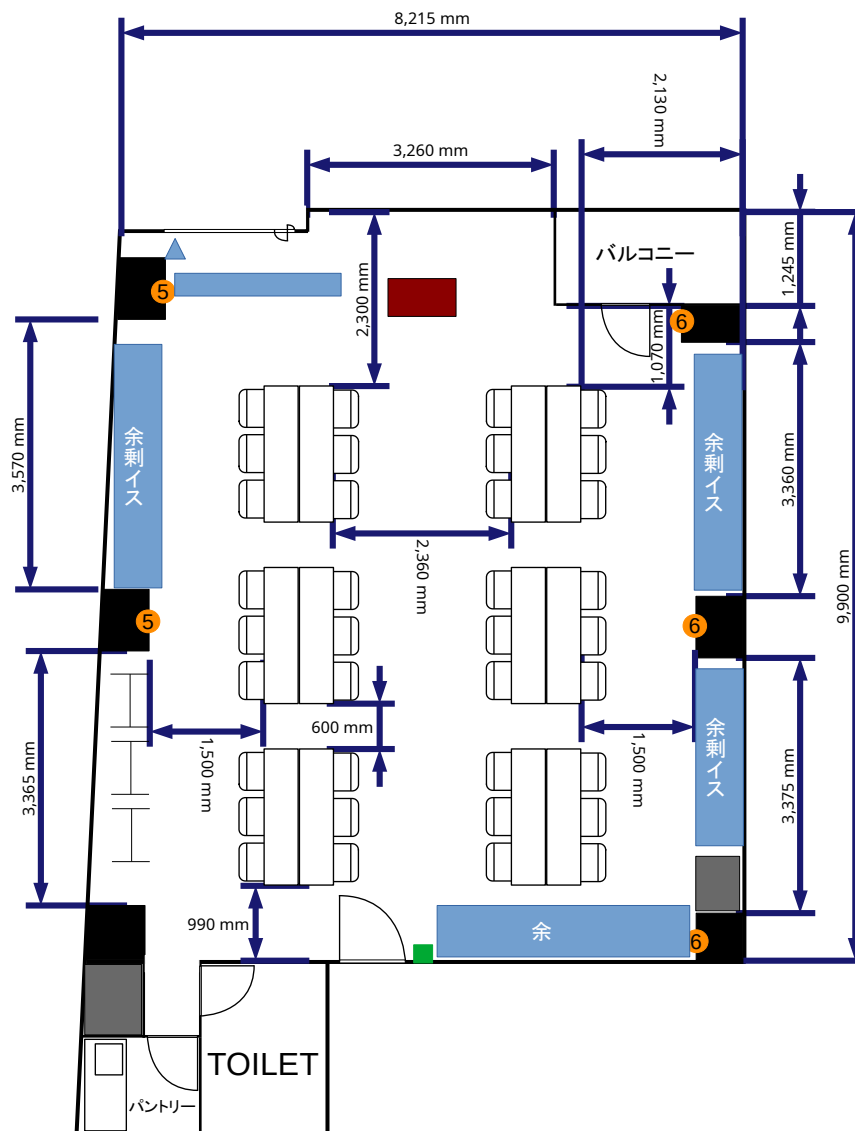 8,215 mm
2,130 mm
3,260 mm
1,245 mm
バルコニー
5
2,300 mm
1,070 mm
6
3,570 mm
余剰イス
余剰イス
3,360 mm
2,360 mm
9,900 mm
5
6
600 mm
1,500 mm
1,500 mm
3,365 mm
余剰イス
3,375 mm
990 mm
余
6
TOILET
パントリー